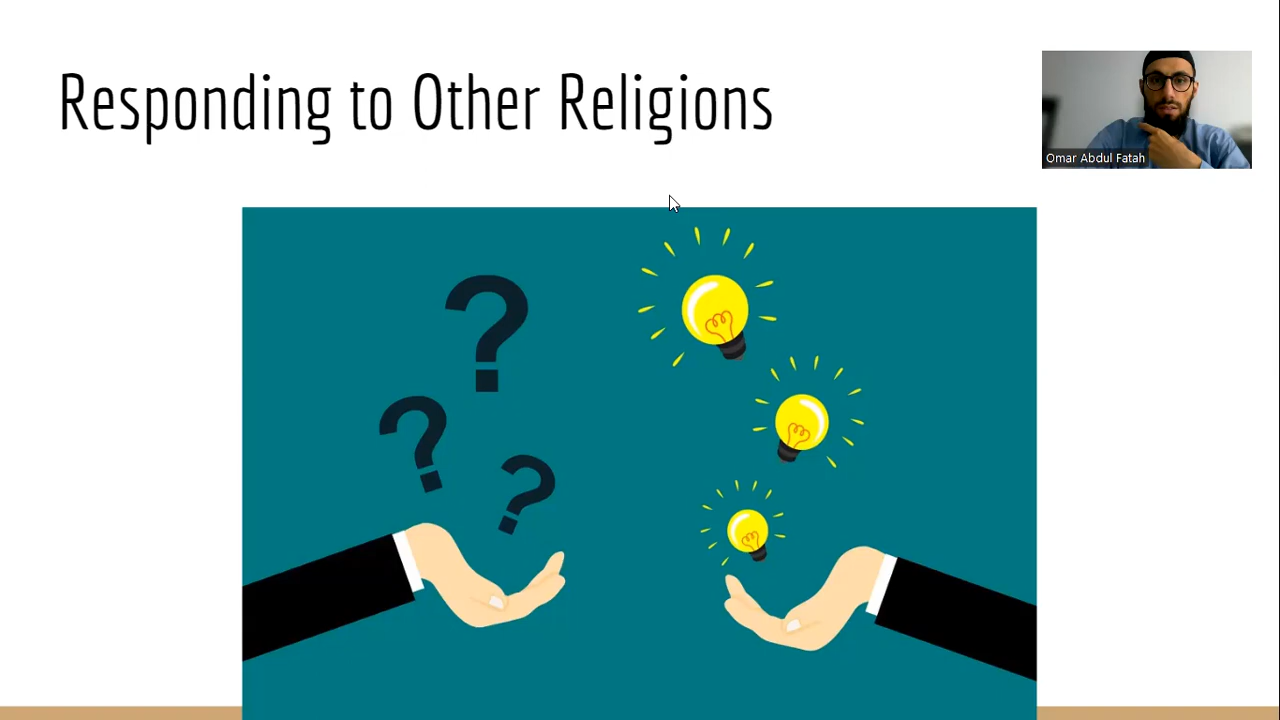 Responding to Other Religions
Omar Abdul Fatah
? 
?
?